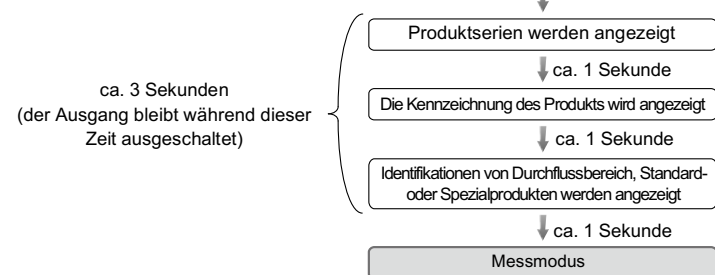 Produktserien werden angezeigt
ca. 1 Sekunde
ca. 3 Sekunden
(der Ausgang bleibt während dieser
Zeit ausgeschaltet)
Die Kennzeichnung des Produkts wird angezeigt
ca. 1 Sekunde
Identifikationen von Durchflussbereich, Standard-
oder Spezialprodukten werden angezeigt
ca. 1 Sekunde
Messmodus